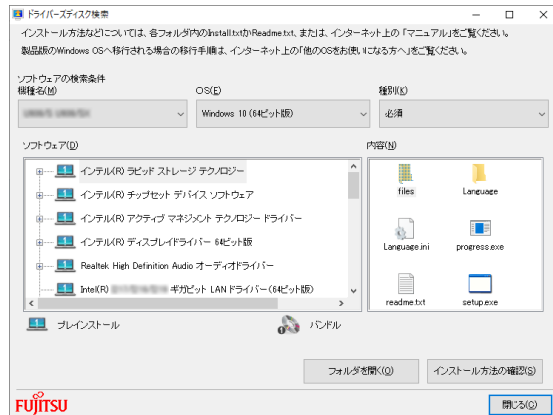 ドライバーズディスク検索
インストール方法などについては、各フォルダ内のInstall.txtかReadme.txt、または、インターネット上の「マニュアル」をご覧ください。
製品版のWindows OSへ移行される場合の移行手順は、インターネット上の「他のOSをお使いになる方へ」をご覧ください。
ソフトウェアの検索条件
機種名(M) OS(E) 種別(K)
Windows 10 (64ビット版) 必須
ソフトウェア(D) 内容(N)
インテル(R) ラピッド ストレージ テクノロジー
インテル(R) チップセット デバイス ソフトウェア
インテル(R) アクティブ マネジメント テクノロジー ドライバー
インテル(R) ディスプレイドライバー 64ビット版
Realtek High Definition Audio オーディオドライバー
Intel(R) ギガビット LAN ドライバー(64ビット版)
files Language
Language.ini progress.exe
readme.txt setup.exe
プレインストール バンドル
フォルダを開く(O) インストール方法の確認(S)
FUJITSU 閉じる(C)